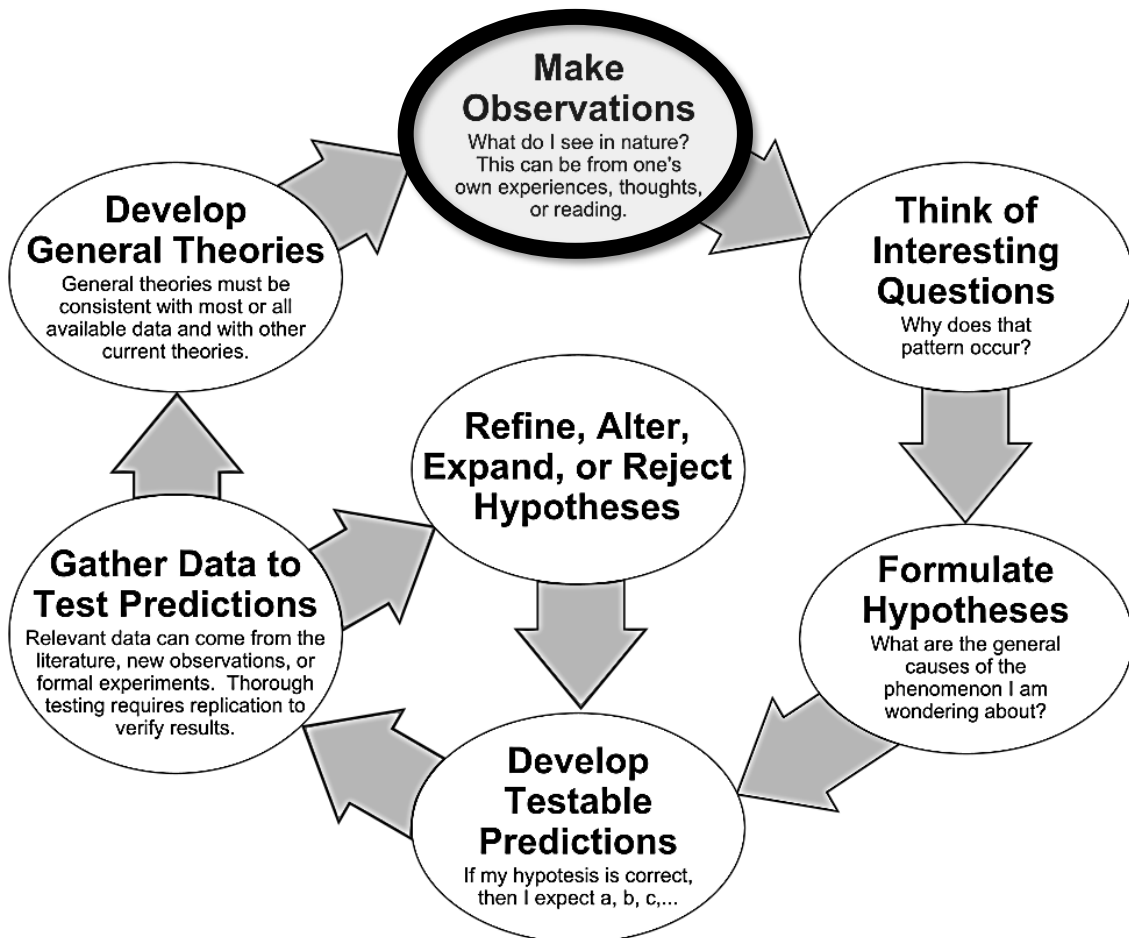 Make
Observations
What do I see in nature?
This can be from one's
own experiences, thoughts,
or reading.
Think of
Interesting
Questions
Why does that
pattern occur?
Formulate
Hypotheses
What are the general
causes of the
phenomenon I am
wondering about?
Develop
Testable
Predictions
If my hypotesis is correct,
then I expect a, b, c,...
Gather Data to
Test Predictions
Relevant data can come from the
literature, new observations, or
formal experiments.  Thorough
testing requires replication to
verify results.
Refine, Alter,
Expand, or Reject
Hypotheses
Develop
General Theories
General theories must be
consistent with most or all
available data and with other
current theories.